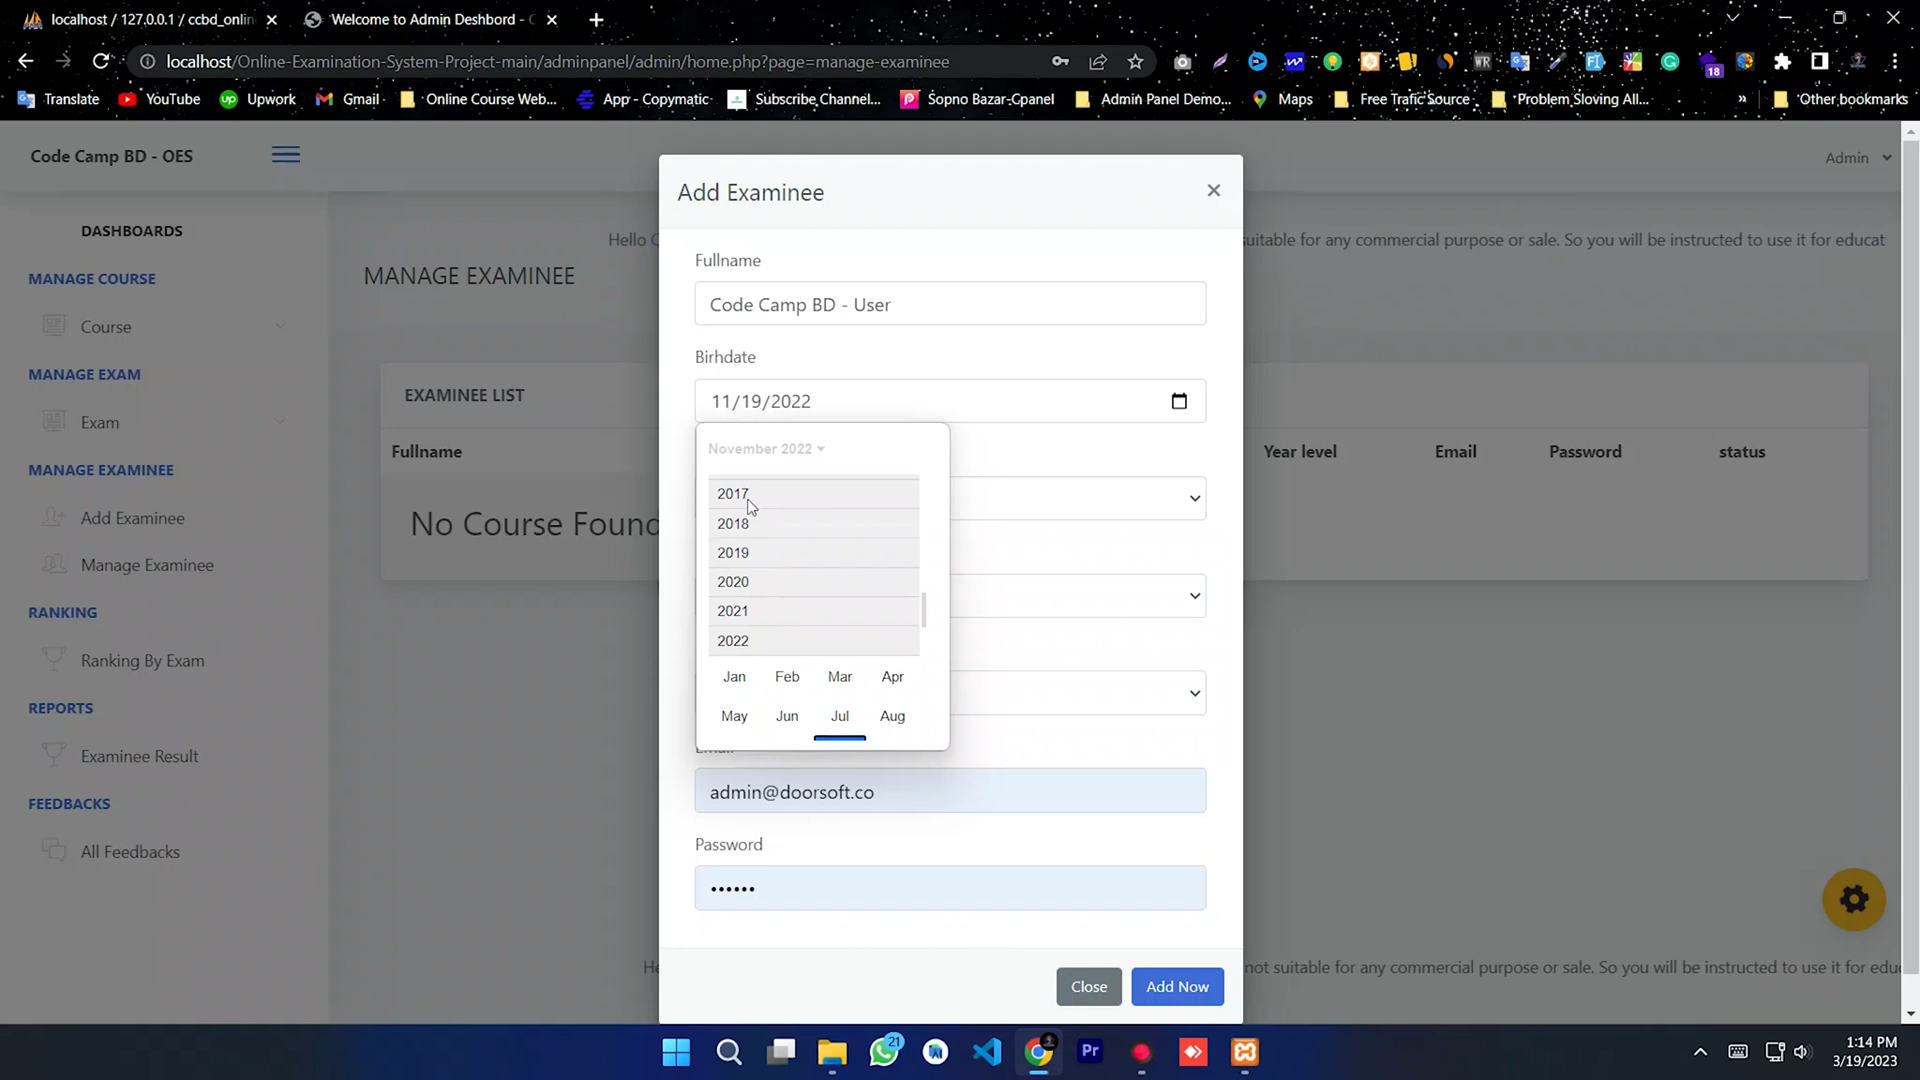 localhost / 127.0.0.1 / ccbd_onlin
Welcome to Admin Deshbord - C
localhost/Online-Examination-System-Project-main/adminpanel/admin/home.php?page=manage-examinee
18
Translate
YouTube
Upwork
Gmail
Online Course Web...
App - Copymatic
Subscribe Channel...
Sopno Bazar-Cpanel
Admin Panel Demo...
Maps
Free Trafic Source
Problem Sloving All...
»
Other bookmarks
Code Camp BD - OES
Admin
DASHBOARDS
MANAGE COURSE
Course
MANAGE EXAM
Exam
MANAGE EXAMINEE
Add Examinee
Manage Examinee
RANKING
Ranking By Exam
REPORTS
Examinee Result
FEEDBACKS
All Feedbacks
Hello C
uitable for any commercial purpose or sale. So you will be instructed to use it for educat
MANAGE EXAMINEE
EXAMINEE LIST
Fullname
Year level
Email
Password
status
No Course Found
Add Examinee
×
Fullname
Code Camp BD - User
Birhdate
11/19/2022
November 2022
2017
2018
2019
2020
2021
2022
Jan Feb Mar Apr
May Jun Jul Aug
Email
admin@doorsoft.co
Password
••••••
Close
Add Now
He
not suitable for any commercial purpose or sale. So you will be instructed to use it for educ
21
Pr
1:14 PM
3/19/2023